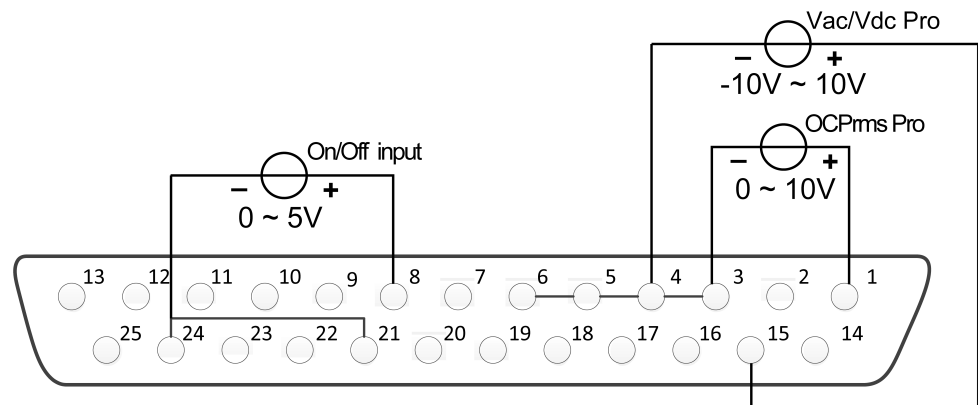 Vac/Vdc Pro
− +
-10V ~ 10V
OCPrms Pro
− +
0 ~ 10V
On/Off input
− +
0 ~ 5V
13 12 11 10 9 8 7 6 5 4 3 2 1
25 24 23 22 21 20 19 18 17 16 15 14